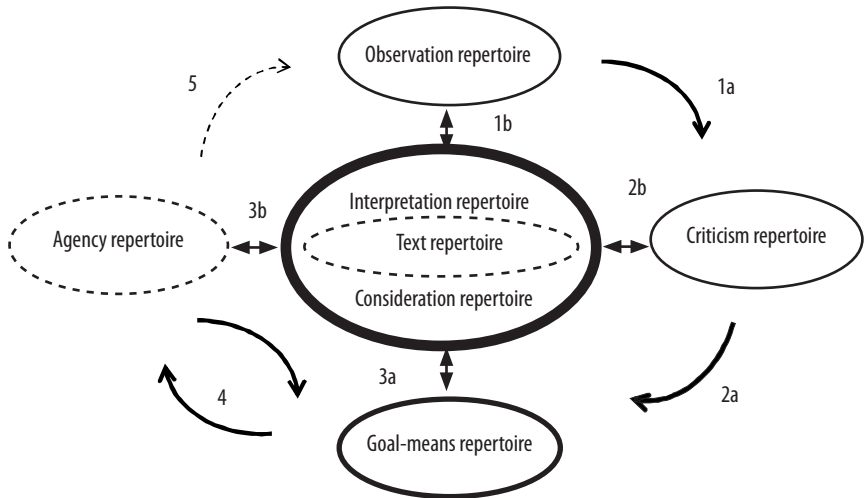 Observation repertoire
5
1a
1b
Interpretation repertoire
3b
2b
Agency repertoire
Text repertoire
Criticism repertoire
Consideration repertoire
3a
4
2a
Goal-means repertoire